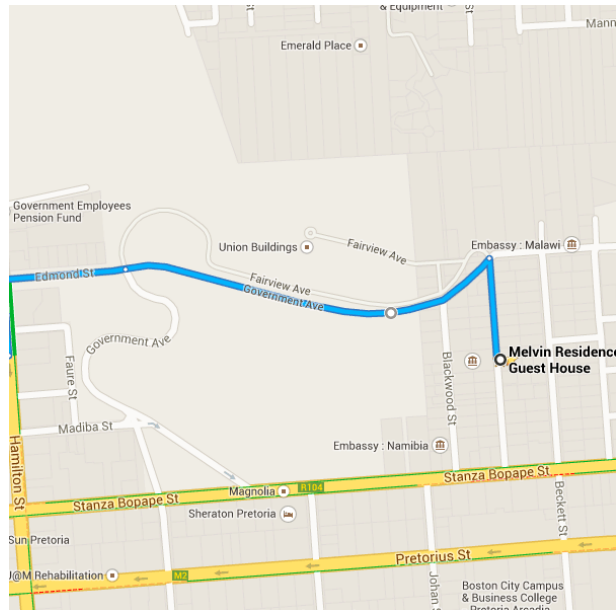 & Equipment
St
Mann
Emerald Place
Government Employees
Pension Fund
Union Buildings
Fairview Ave
Embassy : Malawi
Edmond St
Fairview Ave
Government Ave
Government Ave
Melvin Residence
Guest House
Blackwood St
Faure St
Madiba St
Embassy : Namibia
Hamilton St
Magnolia
R104
Stanza Bopape St
Stanza Bopape St
Sheraton Pretoria
Beckett St
Sun Pretoria
Pretorius St
J@M Rehabilitation
M2
Johan
Boston City Campus
& Business College
Pretoria Arcadia